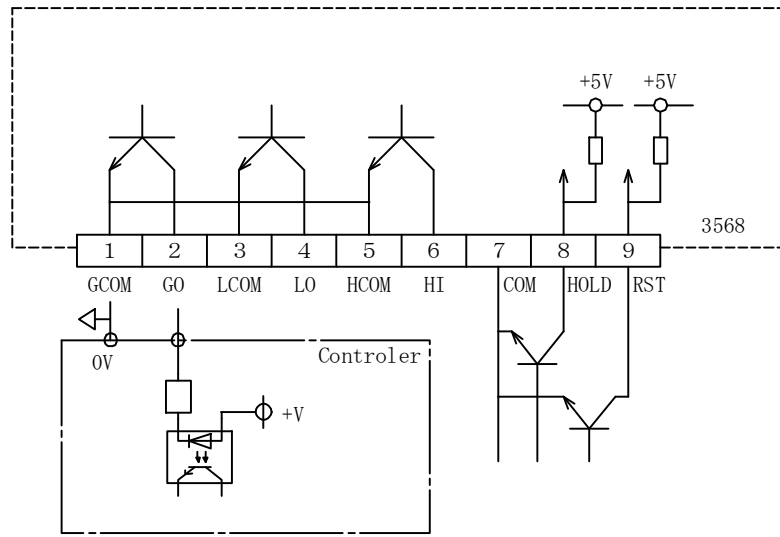 +5V +5V
3568
1 2 3 4 5 6 7 8 9
GCOM GO LCOM LO HCOM HI COM HOLD RST
0V
Controler
+V